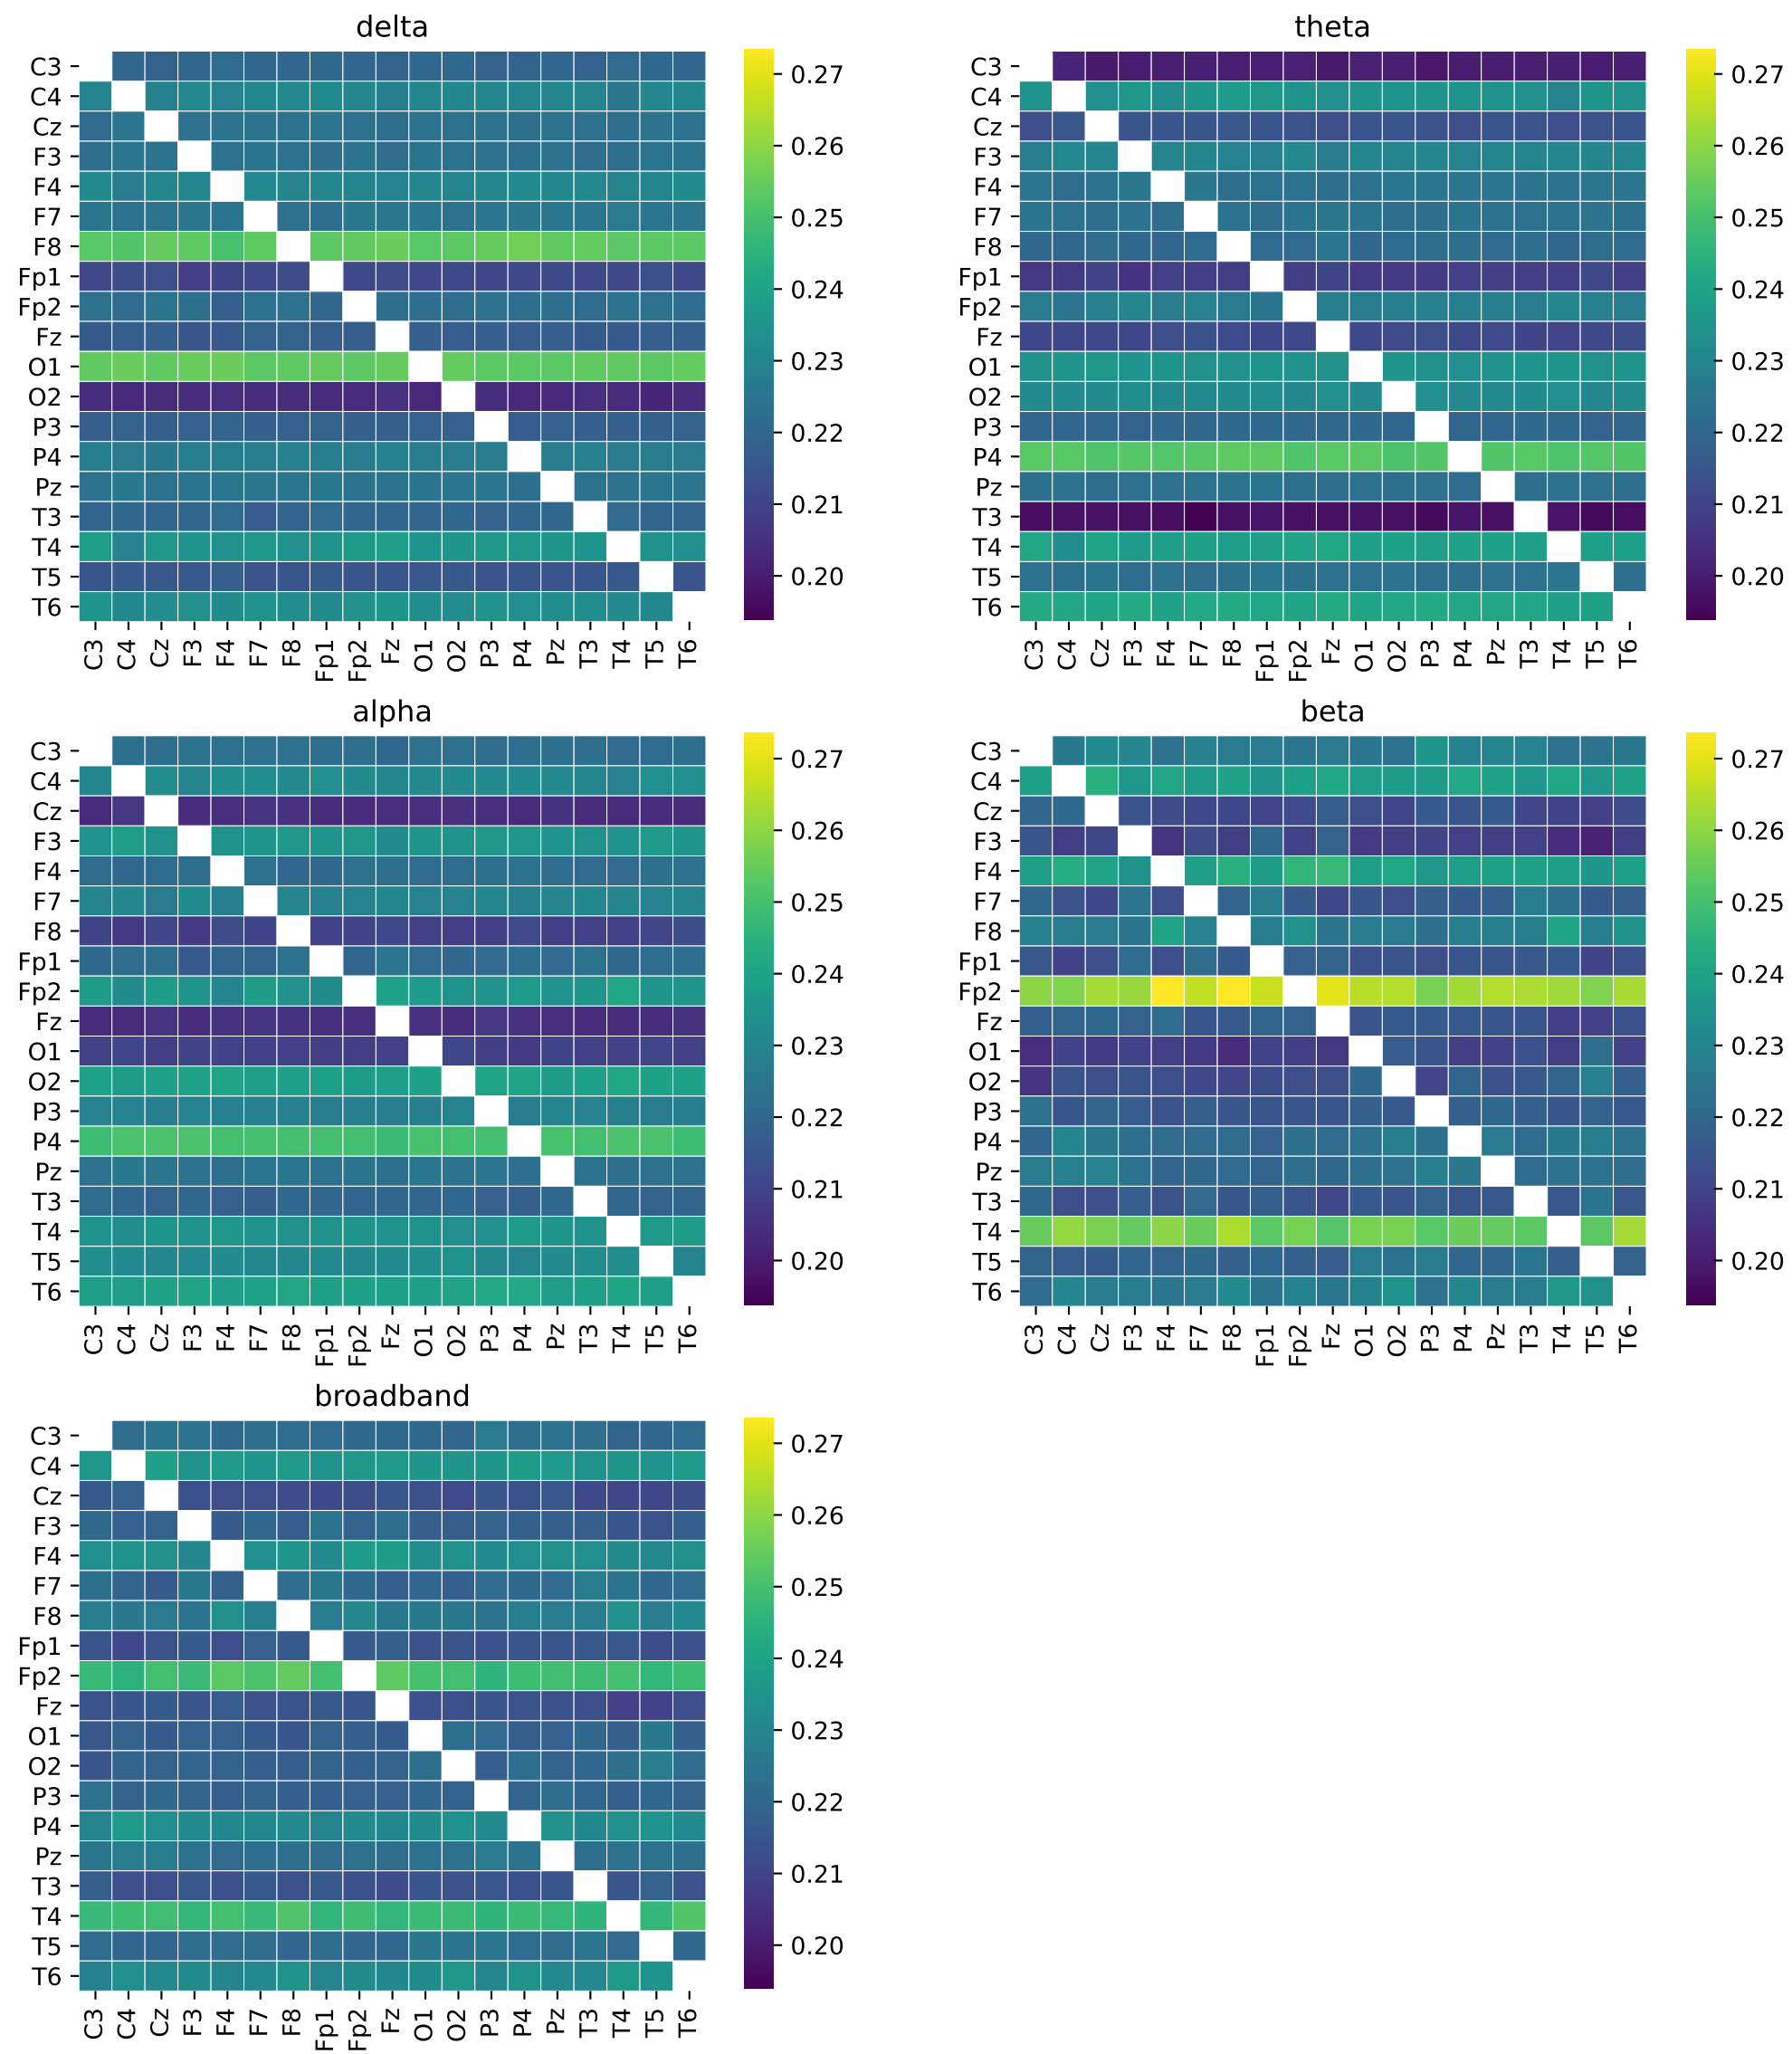 delta
C3
C4
Cz
F3
F4
F7
F8
Fp1
Fp2
Fz
O1
O2
P3
P4
Pz
T3
T4
T5
T6
C3 C4 Cz F3 F4 F7 F8 Fp1 Fp2 Fz O1 O2 P3 P4 Pz T3 T4 T5 T6
0.27
0.26
0.25
0.24
0.23
0.22
0.21
0.20
theta
C3
C4
Cz
F3
F4
F7
F8
Fp1
Fp2
Fz
O1
O2
P3
P4
Pz
T3
T4
T5
T6
C3 C4 Cz F3 F4 F7 F8 Fp1 Fp2 Fz O1 O2 P3 P4 Pz T3 T4 T5 T6
0.27
0.26
0.25
0.24
0.23
0.22
0.21
0.20
alpha
C3
C4
Cz
F3
F4
F7
F8
Fp1
Fp2
Fz
O1
O2
P3
P4
Pz
T3
T4
T5
T6
C3 C4 Cz F3 F4 F7 F8 Fp1 Fp2 Fz O1 O2 P3 P4 Pz T3 T4 T5 T6
0.27
0.26
0.25
0.24
0.23
0.22
0.21
0.20
beta
C3
C4
Cz
F3
F4
F7
F8
Fp1
Fp2
Fz
O1
O2
P3
P4
Pz
T3
T4
T5
T6
C3 C4 Cz F3 F4 F7 F8 Fp1 Fp2 Fz O1 O2 P3 P4 Pz T3 T4 T5 T6
0.27
0.26
0.25
0.24
0.23
0.22
0.21
0.20
broadband
C3
C4
Cz
F3
F4
F7
F8
Fp1
Fp2
Fz
O1
O2
P3
P4
Pz
T3
T4
T5
T6
C3 C4 Cz F3 F4 F7 F8 Fp1 Fp2 Fz O1 O2 P3 P4 Pz T3 T4 T5 T6
0.27
0.26
0.25
0.24
0.23
0.22
0.21
0.20